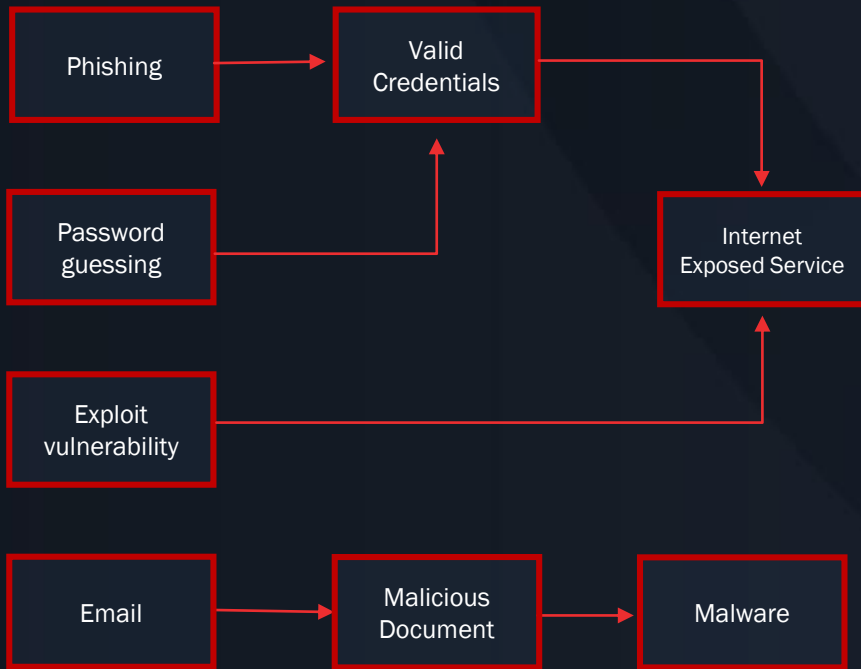 Phishing
Valid
Credentials
Password
guessing
Internet
Exposed Service
Exploit
vulnerability
Email
Malicious
Document
Malware